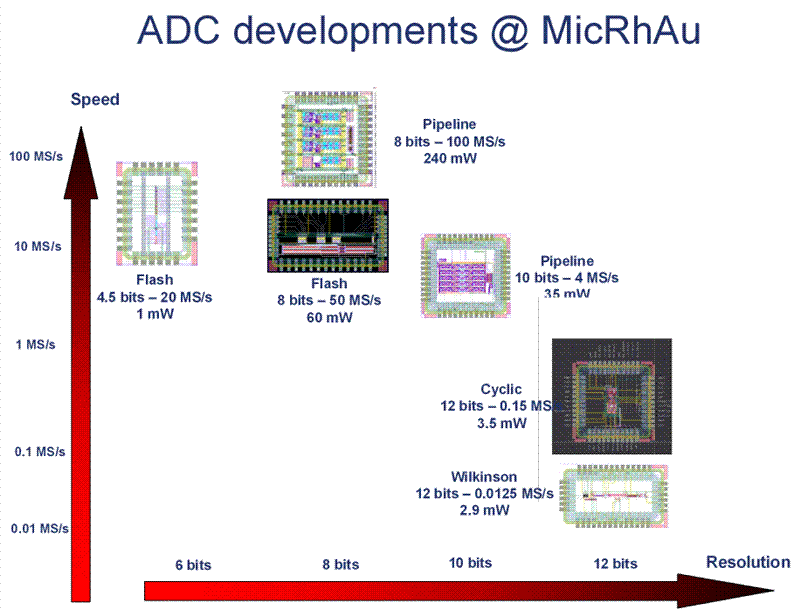 ADC developments @ MicRhAu
Speed
100 MS/s
10 MS/s
1 MS/s
0.1 MS/s
0.01 MS/s
Pipeline
8 bits – 100 MS/s
240 mW
Flash
4.5 bits – 20 MS/s
1 mW
Flash
8 bits – 50 MS/s
60 mW
Pipeline
10 bits – 4 MS/s
35 mW
Cyclic
12 bits – 0.15 MS/s
3.5 mW
Wilkinson
12 bits – 0.0125 MS/s
2.9 mW
6 bits
8 bits
10 bits
12 bits
Resolution